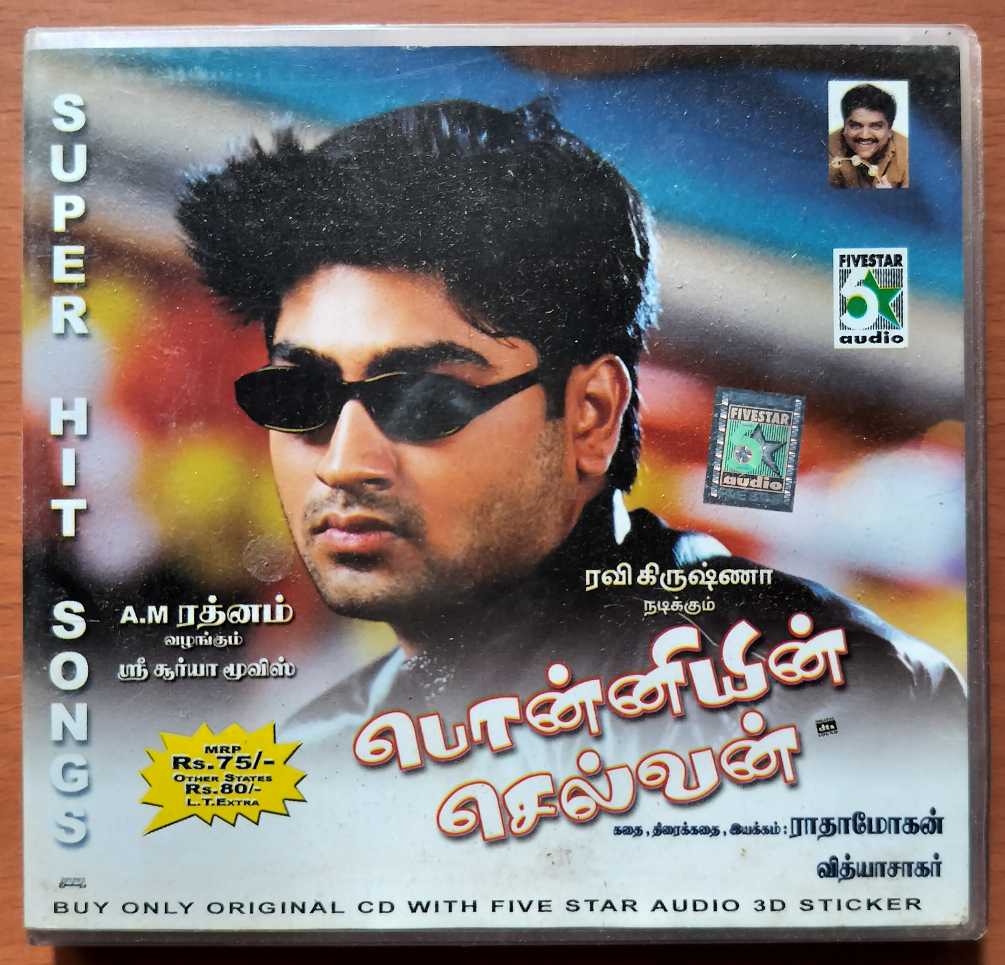 SUPER HIT SONGS
FIVESTAR
audio
FIVESTAR
audio
ரவி கிருஷ்ணா
நடிக்கும்
A.M ரத்னம்
வழங்கும்
ஸ்ரீ சூர்யா மூவிஸ்
பொன்னியின்
செல்வன்
dts
MRP
Rs.75/-
OTHER STATES
Rs.80/-
L.T.EXTRA
கதை , திரைக்கதை , இயக்கம் : ராதாமோகன்
வித்யாசாகர்
BUY ONLY ORIGINAL CD WITH FIVE STAR AUDIO 3D STICKER